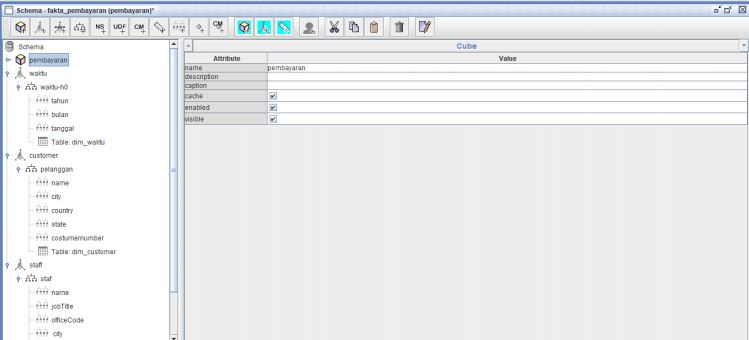 Schema - fakta_pembayaran (pembayaran)*
NS UDF CM CM
Schema
pembayaran
waktu
waktu-h0
tahun
bulan
tanggal
Table: dim_waktu
customer
pelanggan
name
city
country
state
costumernumber
Table: dim_customer
staff
staf
name
jobTitle
officeCode
city
Cube
Attribute Value
name pembayaran
description
caption
cache
enabled
visible